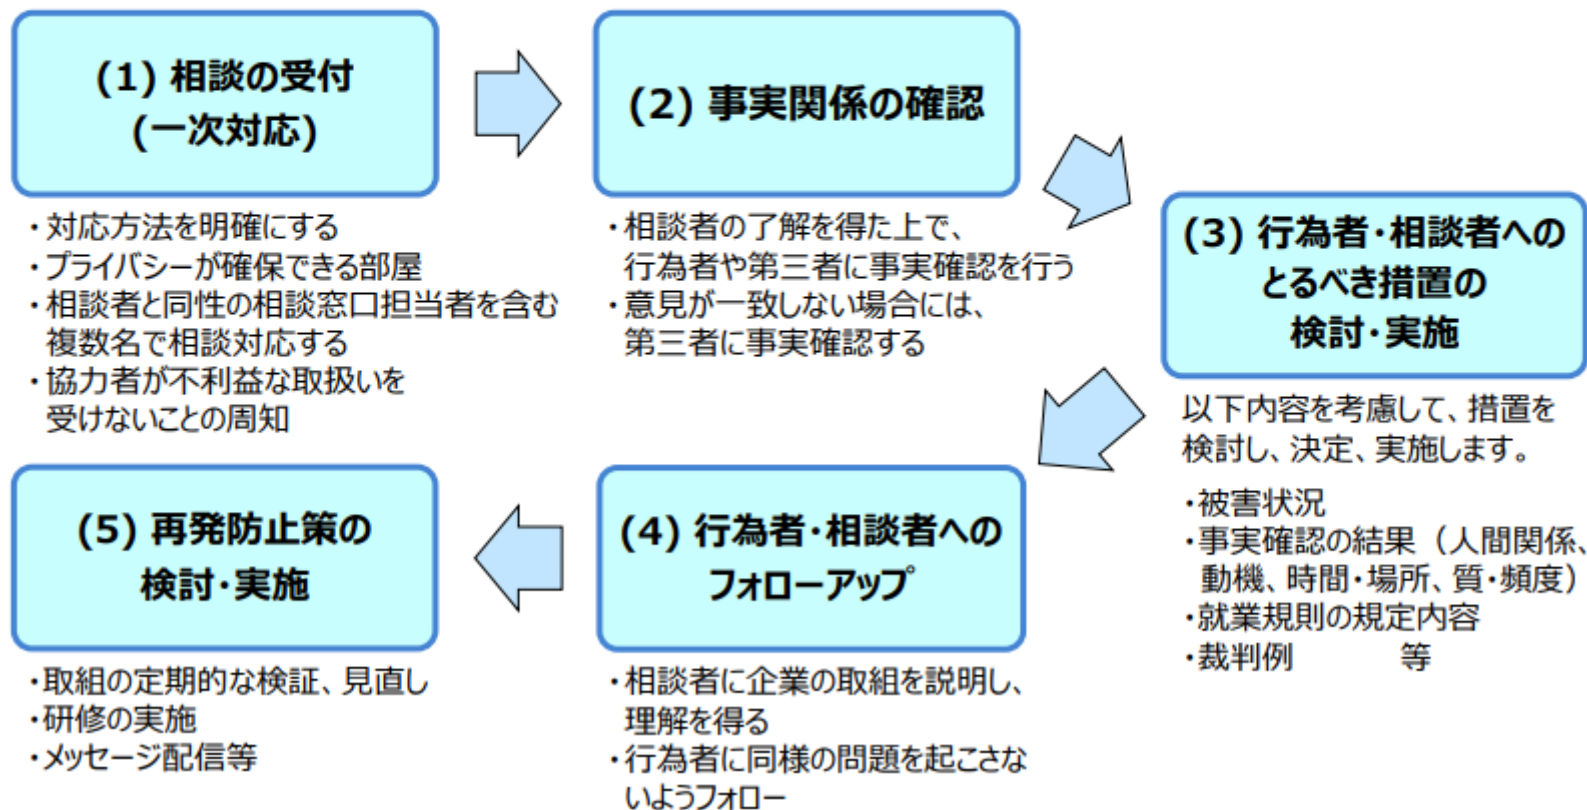 (1) 相談の受付
(一次対応)
・対応方法を明確にする
・プライバシーが確保できる部屋
・相談者と同性の相談窓口担当者を含む
複数名で相談対応する
・協力者が不利益な取扱いを
受けないことの周知
(2) 事実関係の確認
・相談者の了解を得た上で、
行為者や第三者に事実確認を行う
・意見が一致しない場合には、
第三者に事実確認する
(3) 行為者・相談者への
とるべき措置の
検討・実施
以下内容を考慮して、措置を
検討し、決定、実施します。
・被害状況
・事実確認の結果（人間関係、
動機、時間・場所、質・頻度）
・就業規則の規定内容
・裁判例 等
(4) 行為者・相談者への
フォローアップ
・相談者に企業の取組を説明し、
理解を得る
・行為者に同様の問題を起こさな
いようフォロー
(5) 再発防止策の
検討・実施
・取組の定期的な検証、見直し
・研修の実施
・メッセージ配信等